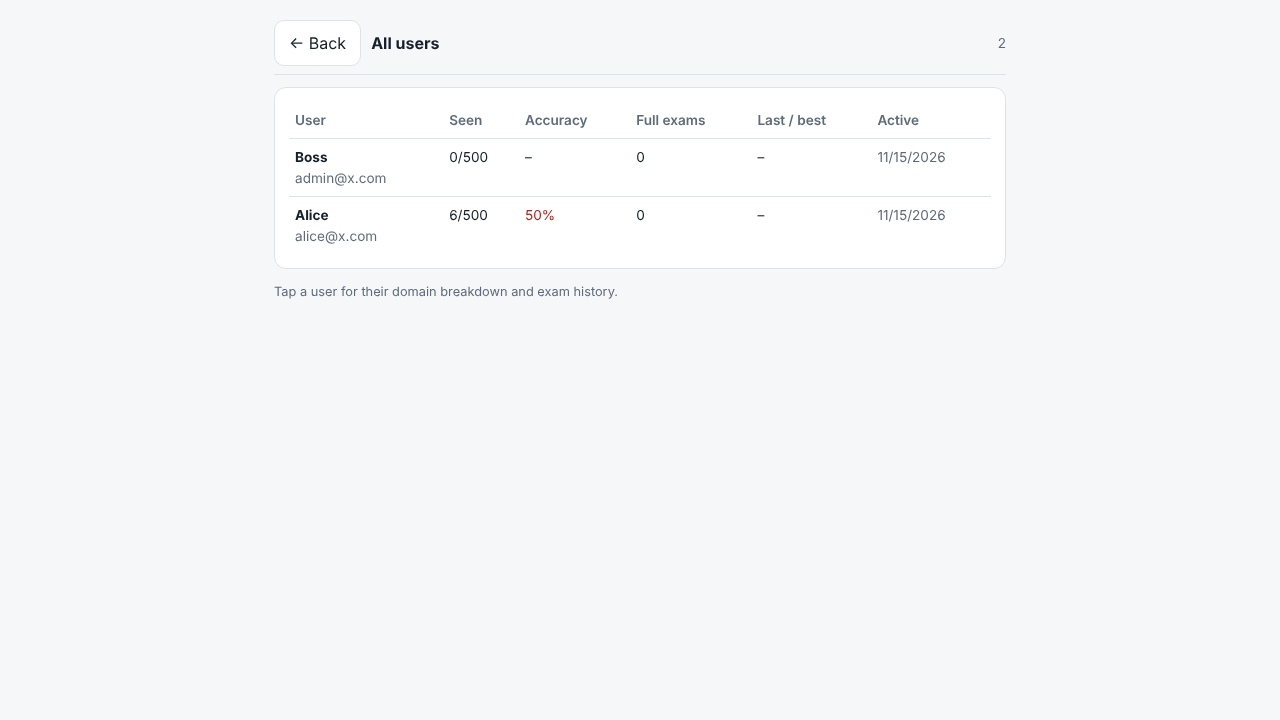 ← Back All users 2
User Seen Accuracy Full exams Last / best Active
Boss 0/500 – 0 – 11/15/2026
admin@x.com
Alice 6/500 50% 0 – 11/15/2026
alice@x.com
Tap a user for their domain breakdown and exam history.